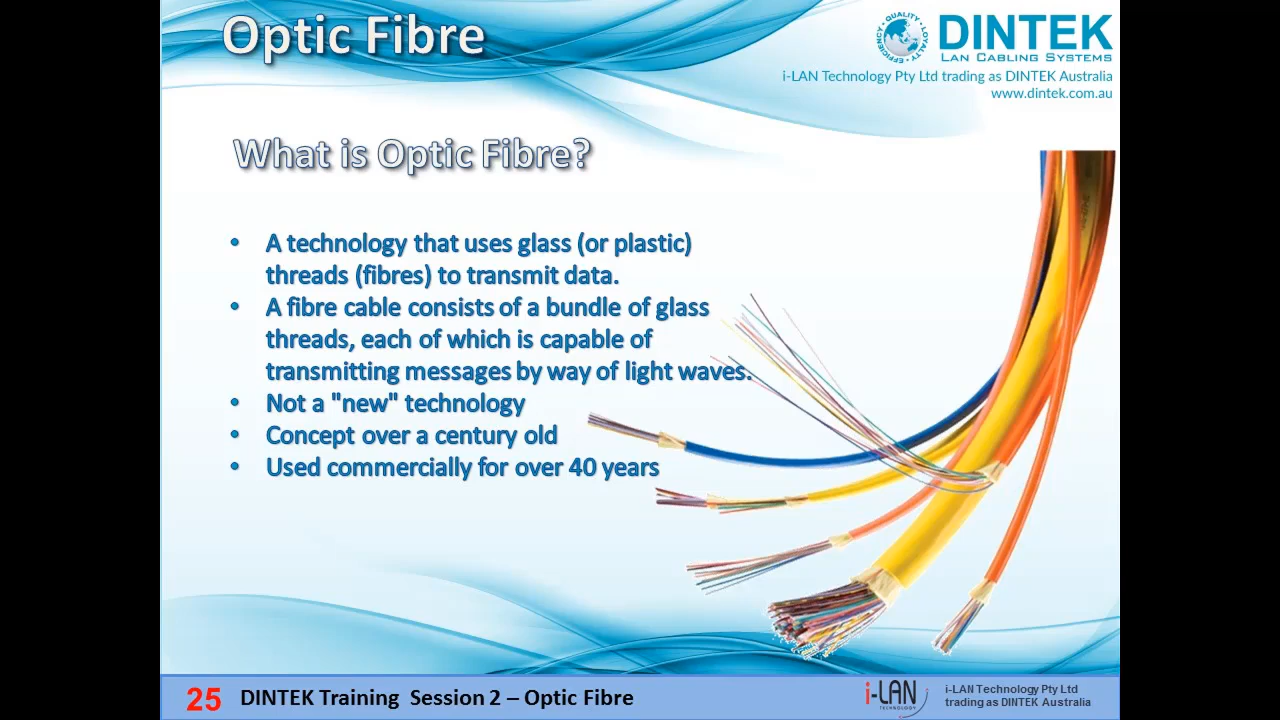 Optic Fibre
QUALITY
LOYALTY
EFFICIENCY
DINTEK
LAN CABLING SYSTEMS
i-LAN Technology Pty Ltd trading as DINTEK Australia
www.dintek.com.au
What is Optic Fibre?
• A technology that uses glass (or plastic)
threads (fibres) to transmit data.
• A fibre cable consists of a bundle of glass
threads, each of which is capable of
transmitting messages by way of light waves.
• Not a "new" technology
• Concept over a century old
• Used commercially for over 40 years
25 DINTEK Training Session 2 – Optic Fibre
i-LAN
TECHNOLOGY
i-LAN Technology Pty Ltd
trading as DINTEK Australia